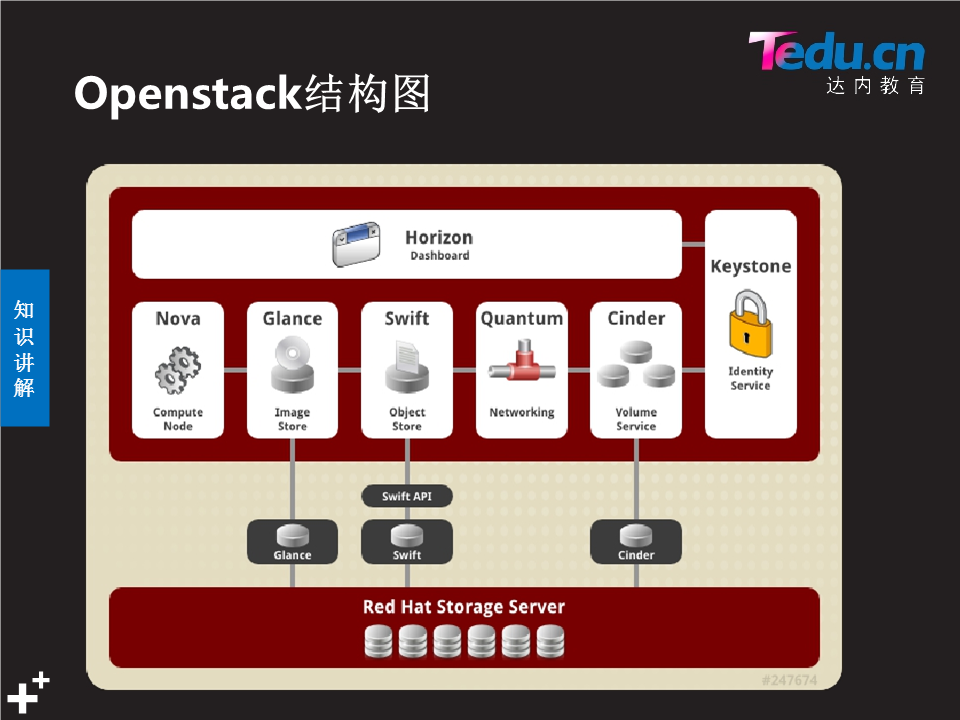 Tedu.cn
达内教育
Openstack结构图
知
识
讲
解
Horizon
Dashboard
Keystone
Identity
Service
Nova
Compute
Node
Glance
Image
Store
Swift
Object
Store
Quantum
Networking
Cinder
Volume
Service
Swift API
Glance
Swift
Cinder
Red Hat Storage Server
#247674